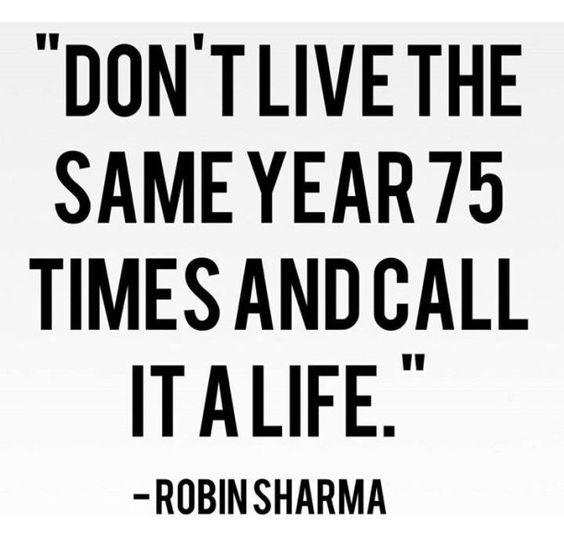 "DON'T LIVE THE
SAME YEAR 75
TIMES AND CALL
IT A LIFE."
-ROBIN SHARMA